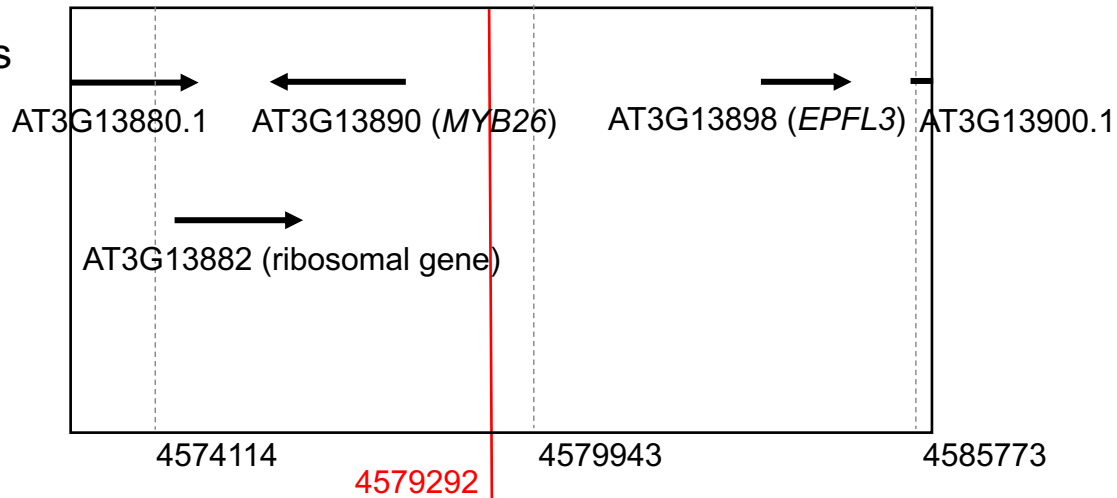 s
AT3G13880.1
AT3G13890 (MYB26)
AT3G13898 (EPFL3)
AT3G13900.1
AT3G13882 (ribosomal gene)
4574114
4579943
4585773
4579292